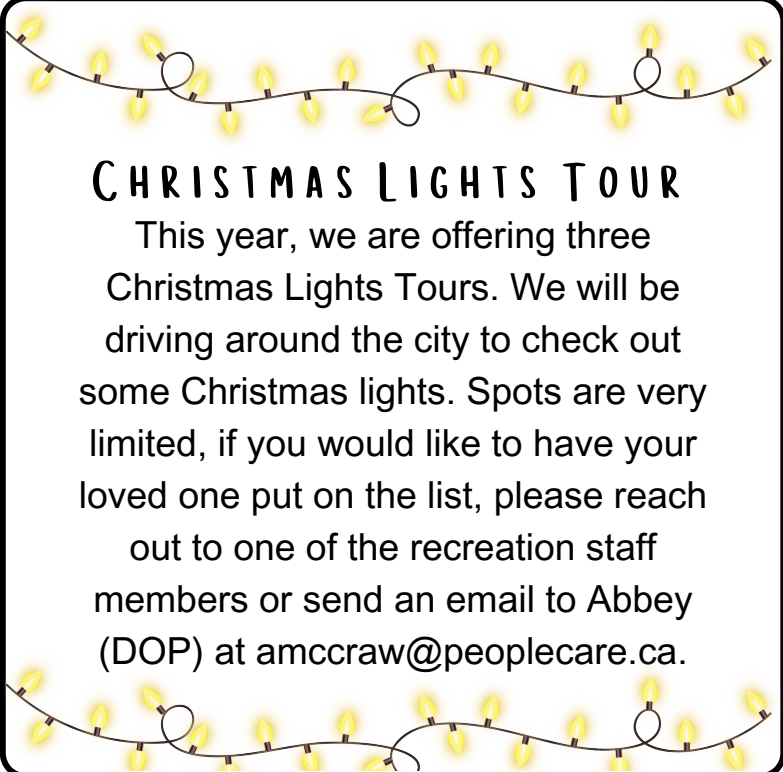 CHRISTMAS LIGHTS TOUR
This year, we are offering three
Christmas Lights Tours. We will be
driving around the city to check out
some Christmas lights. Spots are very
limited, if you would like to have your
loved one put on the list, please reach
out to one of the recreation staff
members or send an email to Abbey
(DOP) at amccraw@peoplecare.ca.